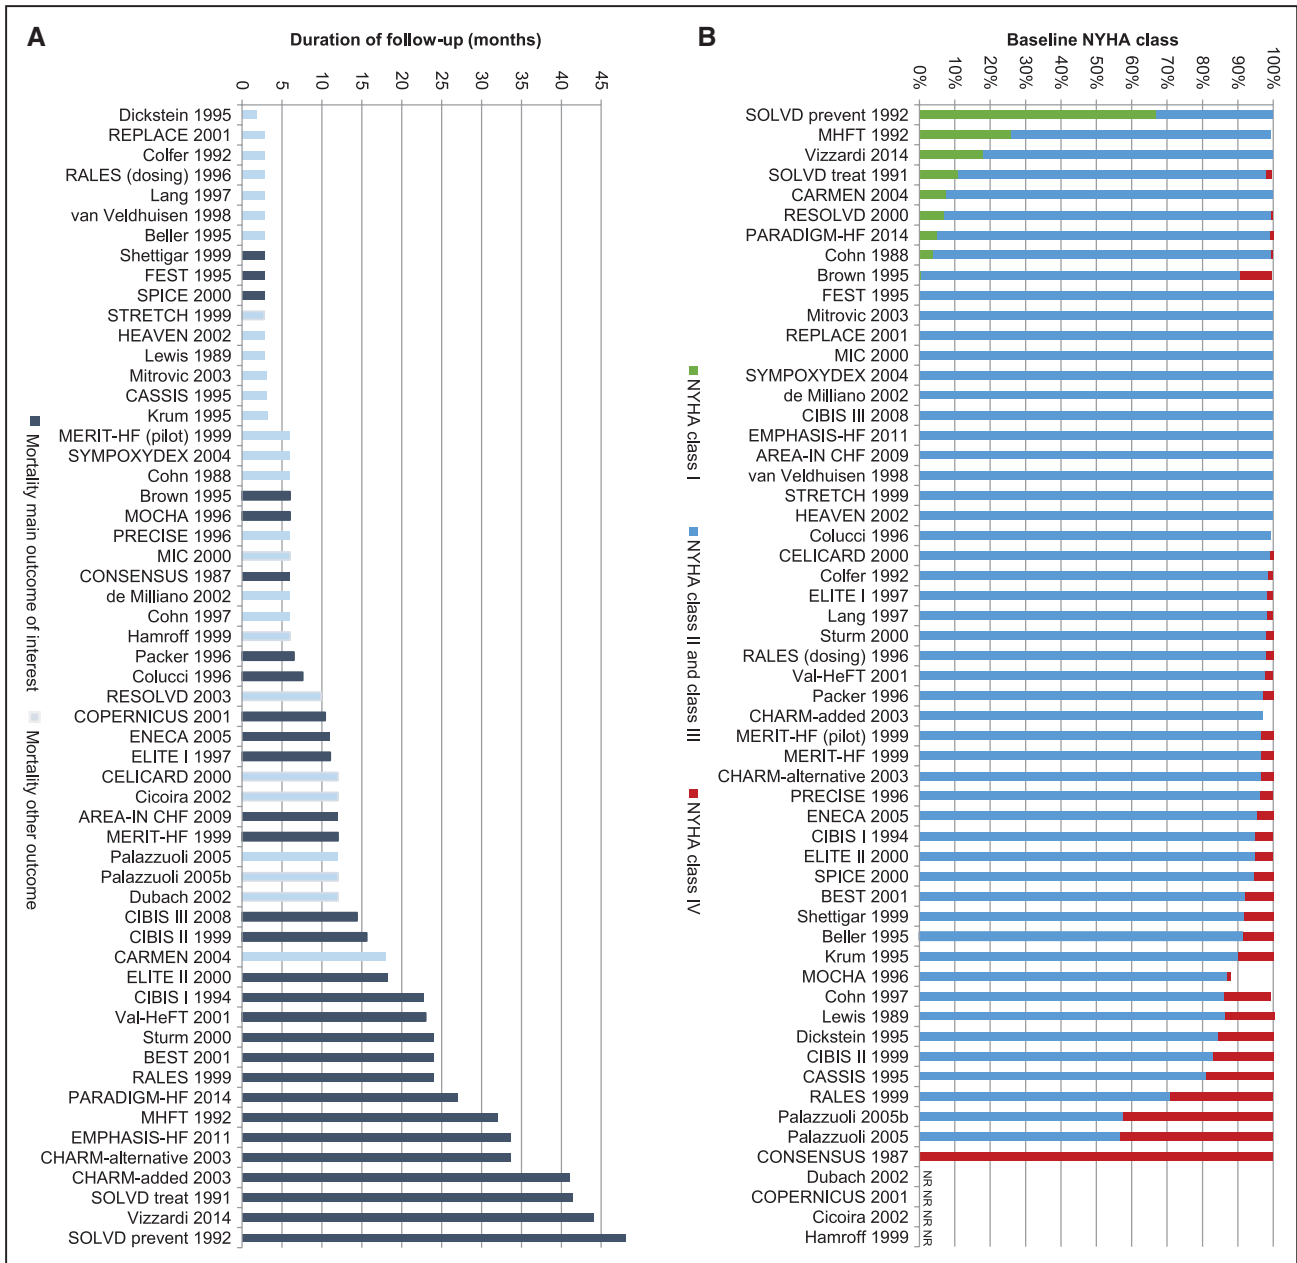 A
Duration of follow-up (months)
0
5
10
15
20
25
30
35
40
45
Dickstein 1995
REPLACE 2001
Colfer 1992
RALES (dosing) 1996
Lang 1997
van Veldhuisen 1998
Beller 1995
Shettigar 1999
FEST 1995
SPICE 2000
STRETCH 1999
HEAVEN 2002
Lewis 1989
Mitrovic 2003
CASSIS 1995
Krum 1995
MERIT-HF (pilot) 1999
SYMPOXYDEX 2004
Cohn 1988
Brown 1995
MOCHA 1996
PRECISE 1996
MIC 2000
CONSENSUS 1987
de Milliano 2002
Cohn 1997
Hamroff 1999
Packer 1996
Colucci 1996
RESOLVD 2003
COPERNICUS 2001
ENECA 2005
ELITE I 1997
CELICARD 2000
Cicoira 2002
AREA-IN CHF 2009
MERIT-HF 1999
Palazzuoli 2005
Palazzuoli 2005b
Dubach 2002
CIBIS III 2008
CIBIS II 1999
CARMEN 2004
ELITE II 2000
CIBIS I 1994
Val-HeFT 2001
Sturm 2000
BEST 2001
RALES 1999
PARADIGM-HF 2014
MHFT 1992
EMPHASIS-HF 2011
CHARM-alternative 2003
CHARM-added 2003
SOLVD treat 1991
Vizzardi 2014
SOLVD prevent 1992
Mortality main outcome of interest
Mortality other outcome
B
Baseline NYHA class
0%
10%
20%
30%
40%
50%
60%
70%
80%
90%
100%
SOLVD prevent 1992
MHFT 1992
Vizzardi 2014
SOLVD treat 1991
CARMEN 2004
RESOLVD 2000
PARADIGM-HF 2014
Cohn 1988
Brown 1995
FEST 1995
Mitrovic 2003
REPLACE 2001
MIC 2000
SYMPOXYDEX 2004
de Milliano 2002
CIBIS III 2008
EMPHASIS-HF 2011
AREA-IN CHF 2009
van Veldhuisen 1998
STRETCH 1999
HEAVEN 2002
Colucci 1996
CELICARD 2000
Colfer 1992
ELITE I 1997
Lang 1997
Sturm 2000
RALES (dosing) 1996
Val-HeFT 2001
Packer 1996
CHARM-added 2003
MERIT-HF (pilot) 1999
MERIT-HF 1999
CHARM-alternative 2003
PRECISE 1996
ENECA 2005
CIBIS I 1994
ELITE II 2000
SPICE 2000
BEST 2001
Shettigar 1999
Beller 1995
Krum 1995
MOCHA 1996
Cohn 1997
Lewis 1989
Dickstein 1995
CIBIS II 1999
CASSIS 1995
RALES 1999
Palazzuoli 2005b
Palazzuoli 2005
CONSENSUS 1987
Dubach 2002 NR
COPERNICUS 2001 NR
Cicoira 2002 NR
Hamroff 1999 NR
NYHA class I
NYHA class II and class III
NYHA class IV